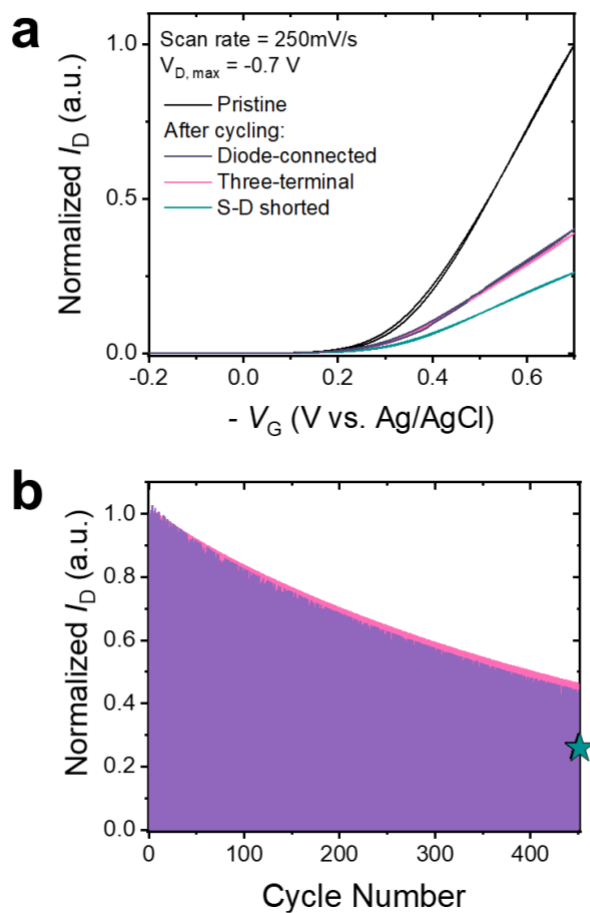 a
Scan rate = 250mV/s
V_D, max = -0.7 V
Pristine
After cycling:
Diode-connected
Three-terminal
S-D shorted
Normalized I_D (a.u.)
1.0
0.5
0.0
-0.2 0.0 0.2 0.4 0.6
- V_G (V vs. Ag/AgCl)
b
Normalized I_D (a.u.)
1.0
0.8
0.6
0.4
0.2
0.0
0 100 200 300 400
Cycle Number